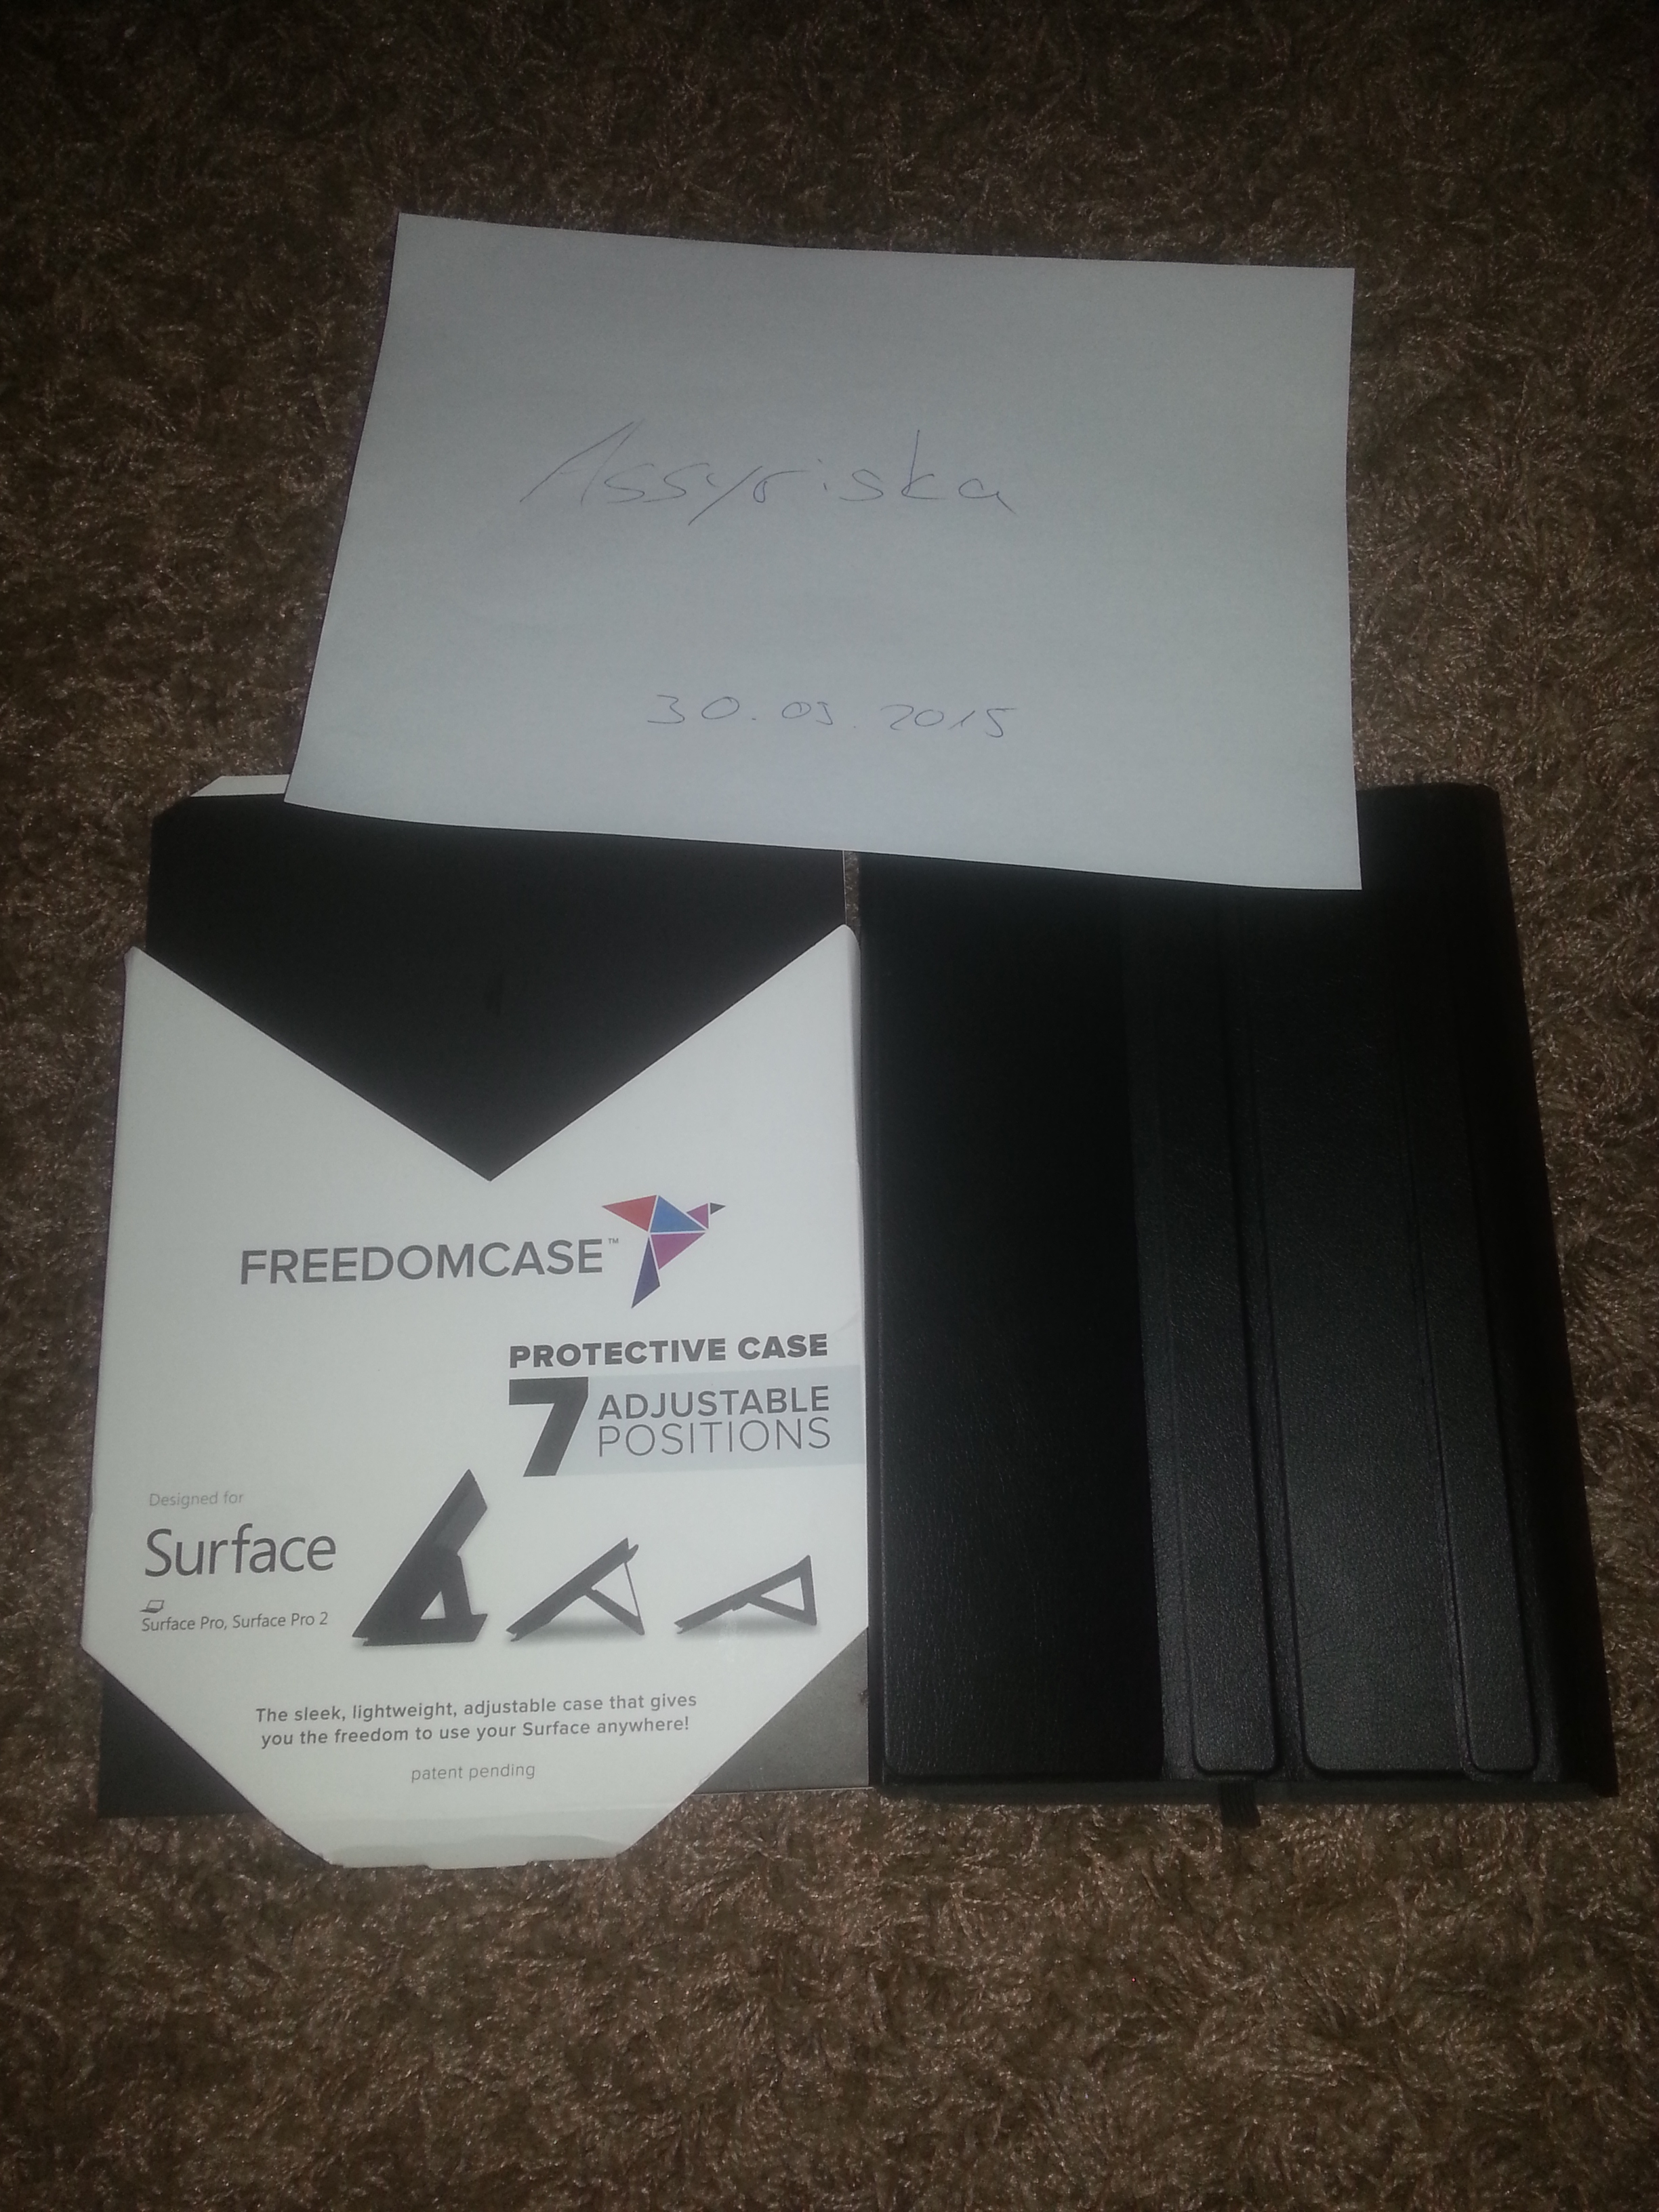 Assyriska
30.03.2015
FREEDOMCASE™
PROTECTIVE CASE
7 ADJUSTABLE
POSITIONS
Designed for
Surface
Surface Pro, Surface Pro 2
The sleek, lightweight, adjustable case that gives
you the freedom to use your Surface anywhere!
patent pending